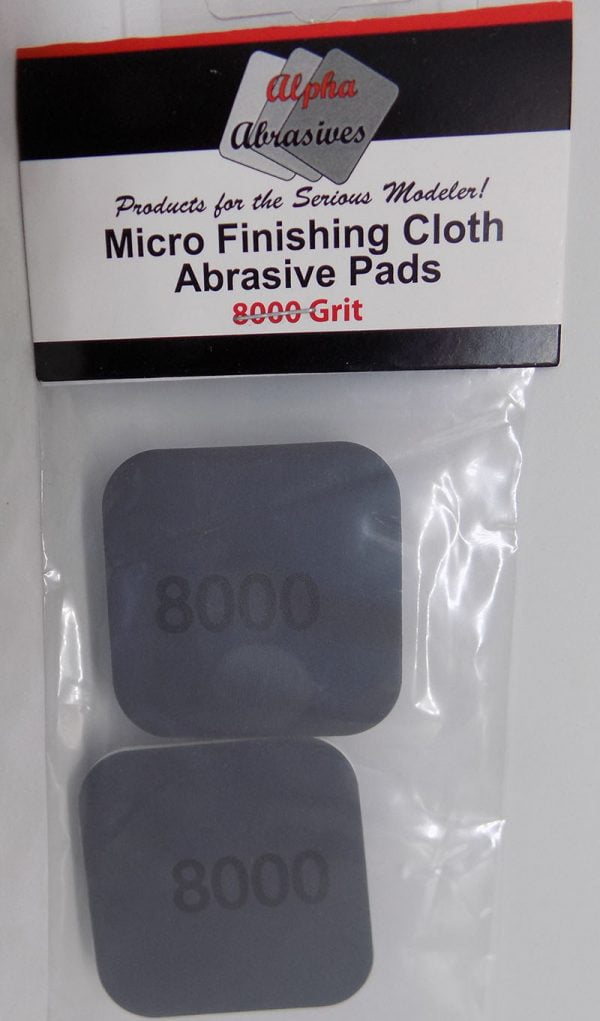 Alpha
Abrasives
Products for the Serious Modeler!
Micro Finishing Cloth
Abrasive Pads
8000 Grit
8000
8000